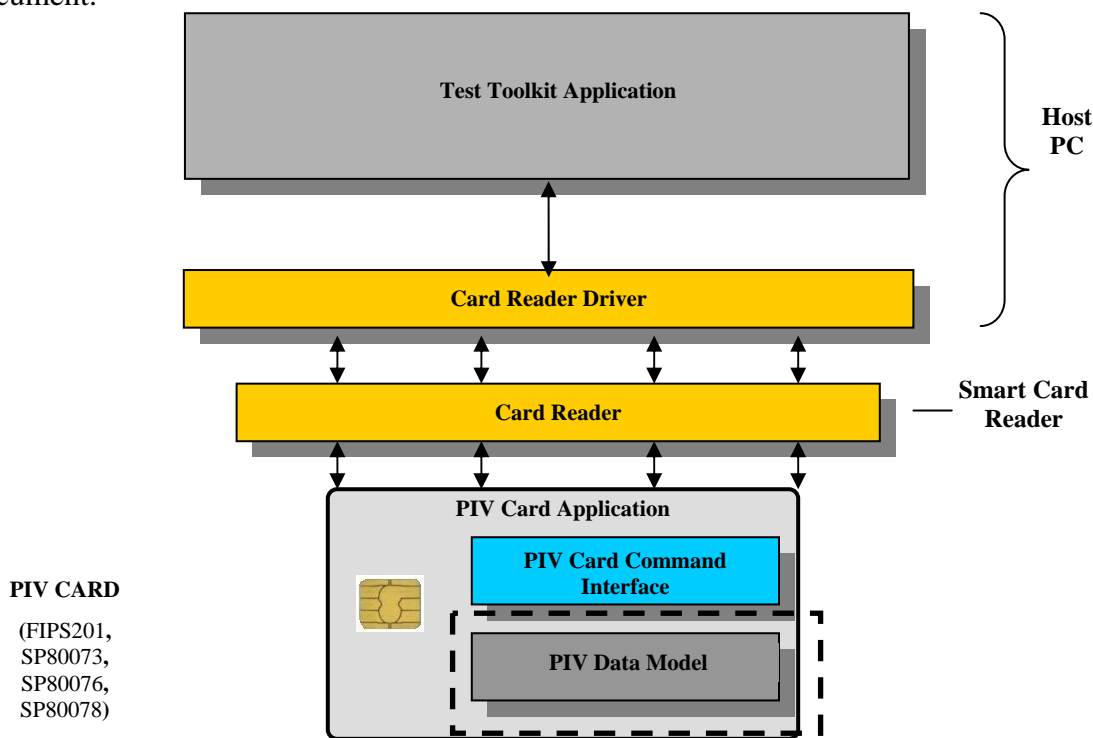 Test Toolkit Application
Host
PC
Card Reader Driver
Card Reader
Smart Card
Reader
PIV Card Application
PIV Card Command
Interface
PIV CARD
(FIPS201,
SP80073,
SP80076,
SP80078)
PIV Data Model